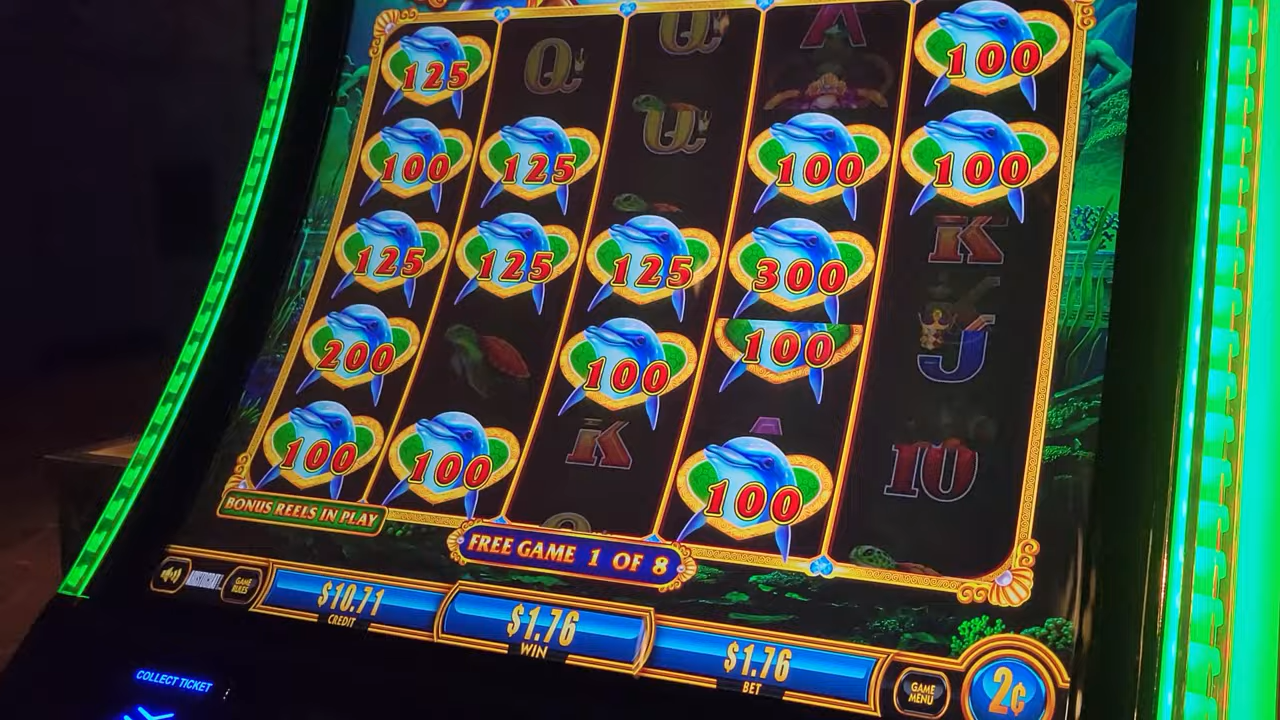 125 Q Q A 100
100 125 Q 100 100
125 125 125 300 K
200 100 100 J
100 100 K 100 10
BONUS REELS IN PLAY
FREE GAME 1 OF 8
ARISTOCRAT
GAME RULES
$10.71
CREDIT
$1.76
WIN
$1.76
BET
GAME MENU
2¢
COLLECT TICKET